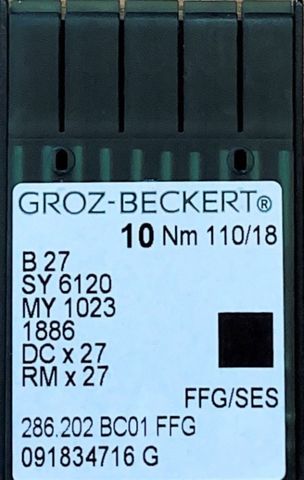 GROZ-BECKERT®
10 Nm 110/18
B 27
SY 6120
MY 1023
1886
DC x 27
RM x 27
FFG/SES
286.202 BC01 FFG
091834716 G